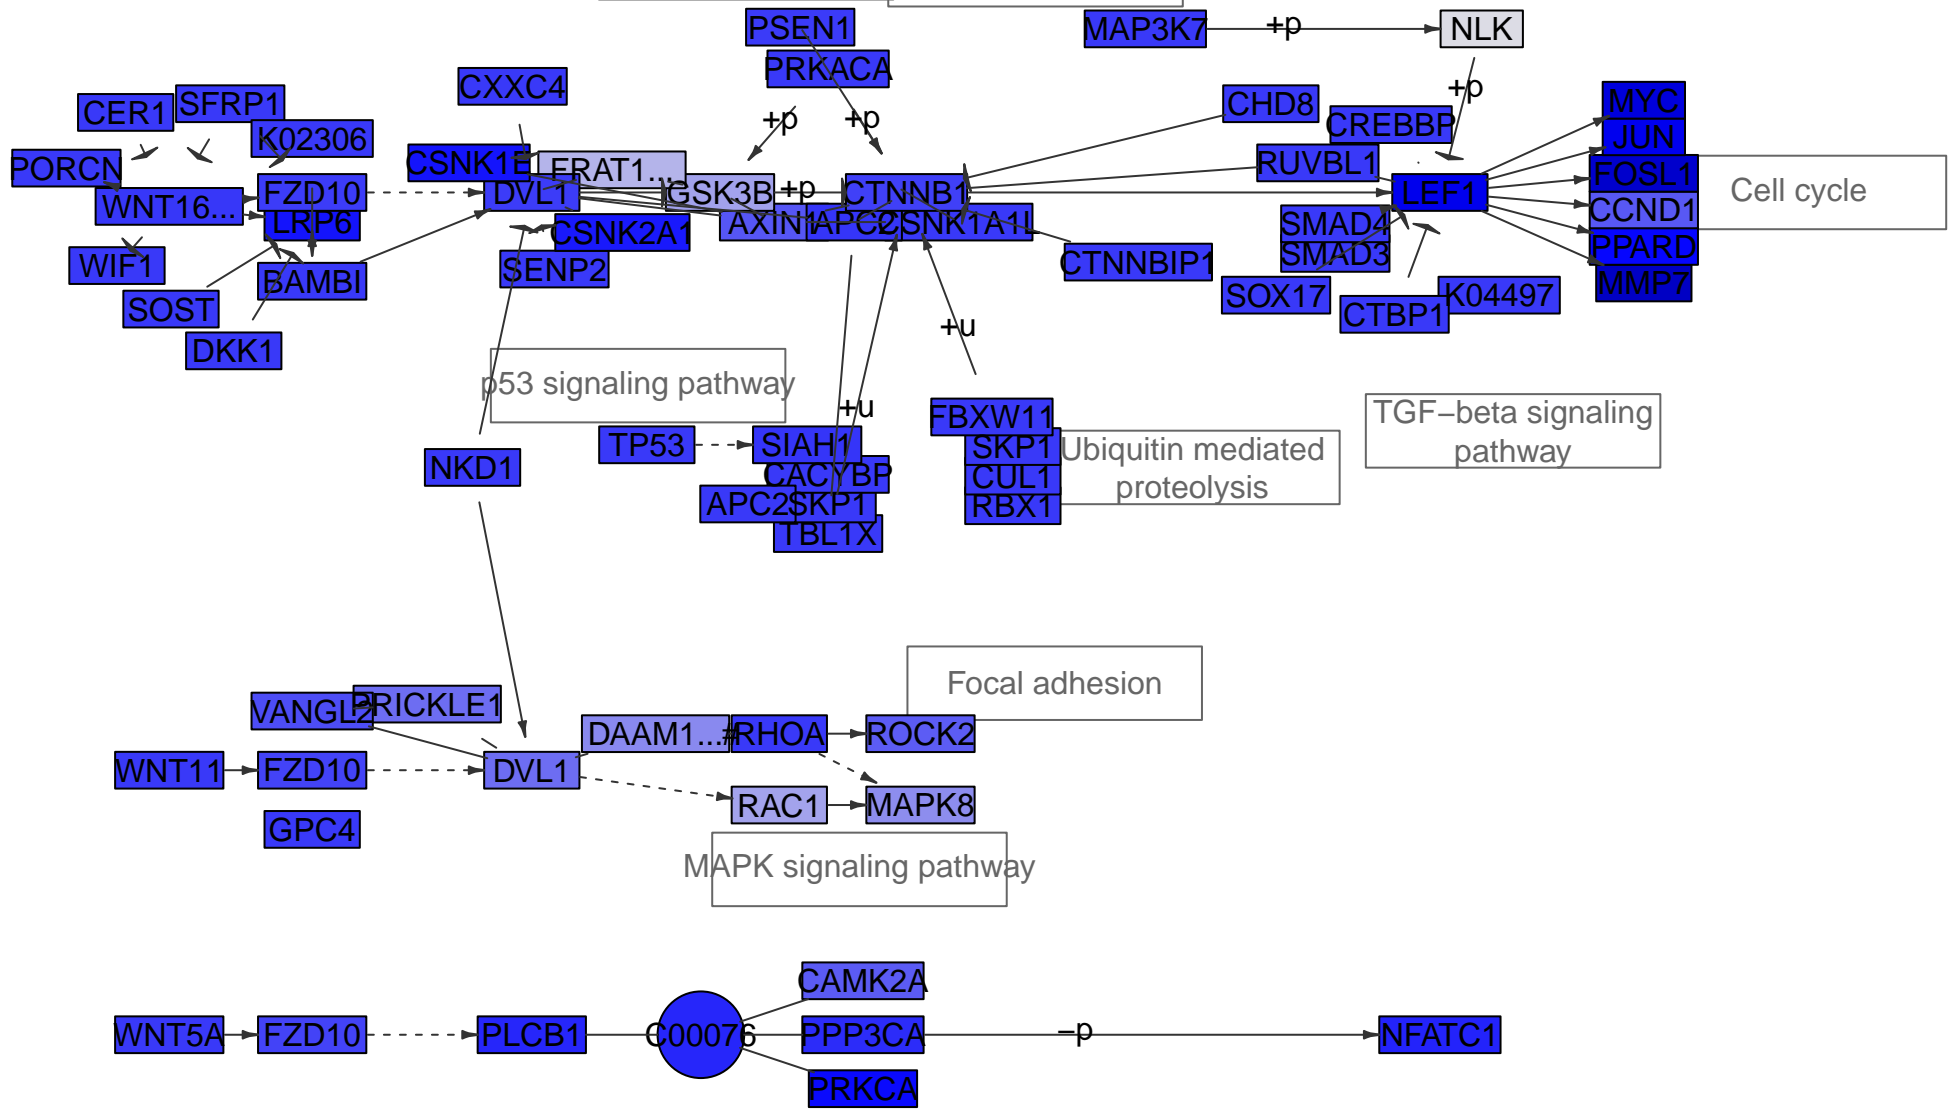 PSEN1
MAP3K7
+p
NLK
PRKACA
CXXC4
+p
CER1
SFRP1
CHD8
MYC
K02306
+p
+p
CREBBP
JUN
PORCN
CSNK1E
FRAT1...
RUVBL1
FOSL1
Cell cycle
WNT16...
FZD10
DVL1
GSK3B
+p
CTNNB1
LEF1
CCND1
LRP6
CSNK2A1
AXIN1
APC2
CSNK1A1L
SMAD4
PPARD
WIF1
BAMBI
SENP2
CTNNBIP1
SMAD3
MMP7
SOST
SOX17
K04497
DKK1
CTBP1
+u
p53 signaling pathway
+u
FBXW11
TGF−beta signaling
pathway
TP53
SIAH1
SKP1
Ubiquitin mediated
proteolysis
NKD1
CACYBP
CUL1
APC2
SKP1
RBX1
TBL1X
Focal adhesion
VANGL2
PRICKLE1
DAAM1...#
RHOA
ROCK2
WNT11
FZD10
DVL1
RAC1
MAPK8
GPC4
MAPK signaling pathway
CAMK2A
WNT5A
FZD10
PLCB1
C00076
PPP3CA
−p
NFATC1
PRKCA